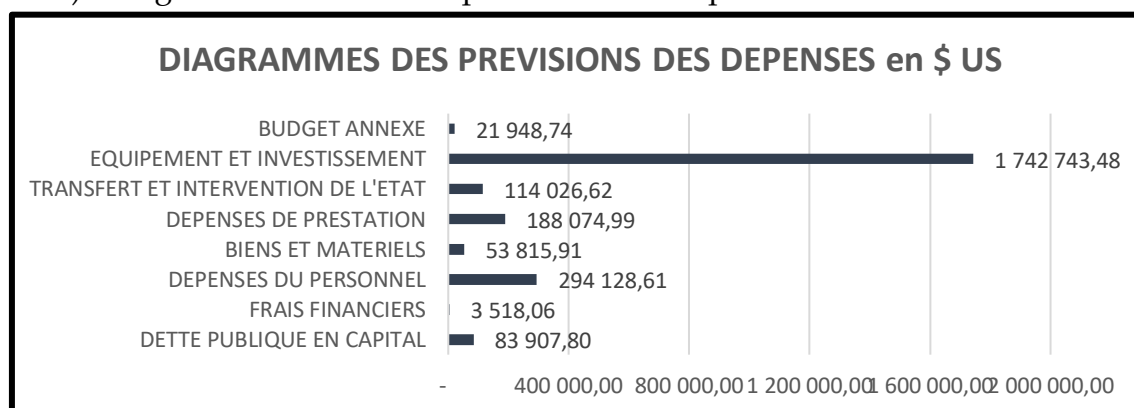 DIAGRAMMES DES PREVISIONS DES DEPENSES en $ US
BUDGET ANNEXE 21 948,74
EQUIPEMENT ET INVESTISSEMENT 1 742 743,48
TRANSFERT ET INTERVENTION DE L'ETAT 114 026,62
DEPENSES DE PRESTATION 188 074,99
BIENS ET MATERIELS 53 815,91
DEPENSES DU PERSONNEL 294 128,61
FRAIS FINANCIERS 3 518,06
DETTE PUBLIQUE EN CAPITAL 83 907,80
- 400 000,00 800 000,00 1 200 000,00 1 600 000,00 2 000 000,00